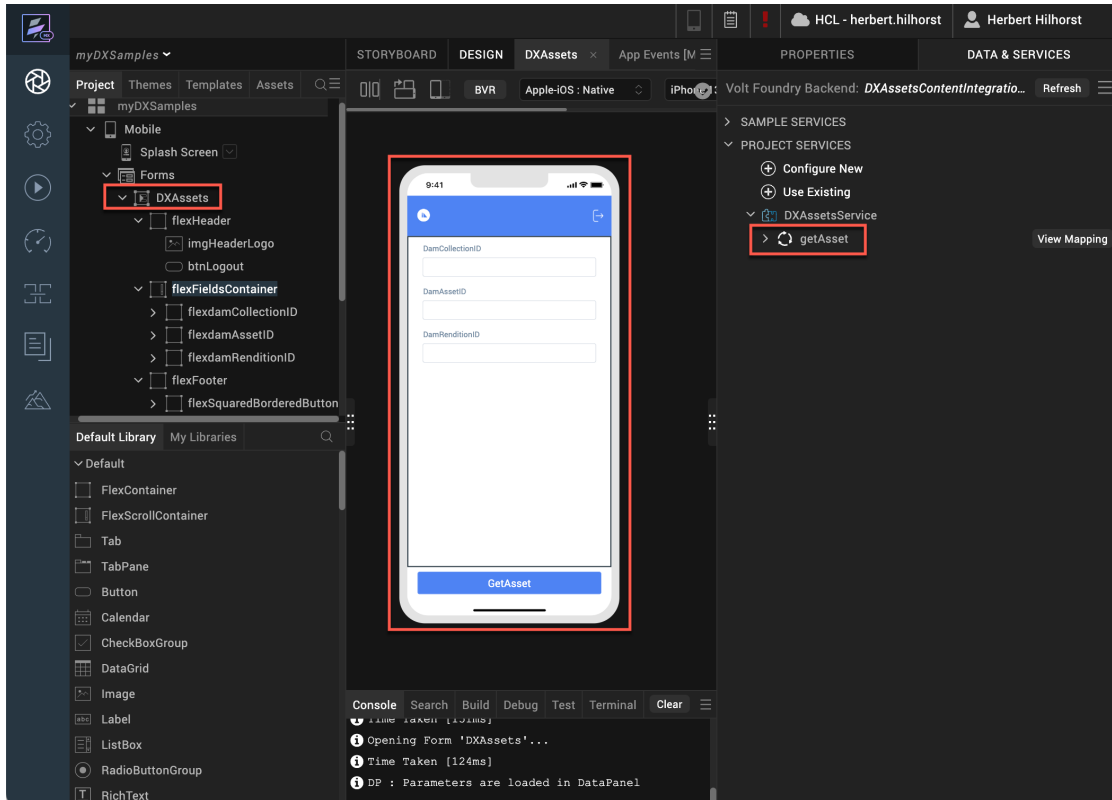 HCL - herbert.hilhorst
Herbert Hilhorst
myDXSamples
Project Themes Templates Assets
myDXSamples
Mobile
Splash Screen
Forms
DXAssets
flexHeader
imgHeaderLogo
btnLogout
flexFieldsContainer
flexdamCollectionID
flexdamAssetID
flexdamRenditionID
flexFooter
flexSquaredBorderedButton
Default Library My Libraries
Default
FlexContainer
FlexScrollContainer
Tab
TabPane
Button
Calendar
CheckBoxGroup
DataGrid
Image
abc Label
ListBox
RadioButtonGroup
T RichText
STORYBOARD DESIGN DXAssets × App Events [M
BVR Apple-iOS : Native
9:41
DamCollectionID
DamAssetID
DamRenditionID
GetAsset
Console Search Build Debug Test Terminal Clear
Time Taken [151ms]
Opening Form 'DXAssets'...
Time Taken [124ms]
DP : Parameters are loaded in DataPanel
PROPERTIES DATA & SERVICES
Volt Foundry Backend: DXAssetsContentIntegratio... Refresh
SAMPLE SERVICES
PROJECT SERVICES
Configure New
Use Existing
DXAssetsService
getAsset View Mapping